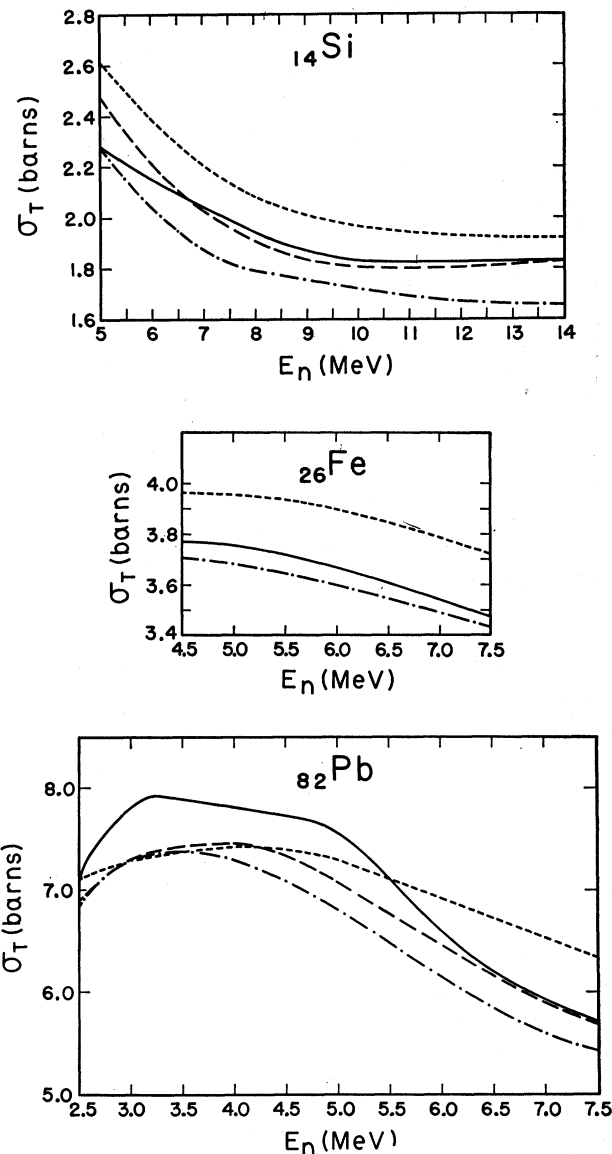 2.8
2.6
2.4
2.2
2.0
1.8
1.6
σT (barns)
₁₄Si
5 6 7 8 9 10 11 12 13 14
En (MeV)
4.0
3.8
3.6
3.4
σT (barns)
₂₆Fe
4.5 5.0 5.5 6.0 6.5 7.0 7.5
En (MeV)
8.0
7.0
6.0
5.0
σT (barns)
₈₂Pb
2.5 3.0 3.5 4.0 4.5 5.0 5.5 6.0 6.5 7.0 7.5
En (MeV)